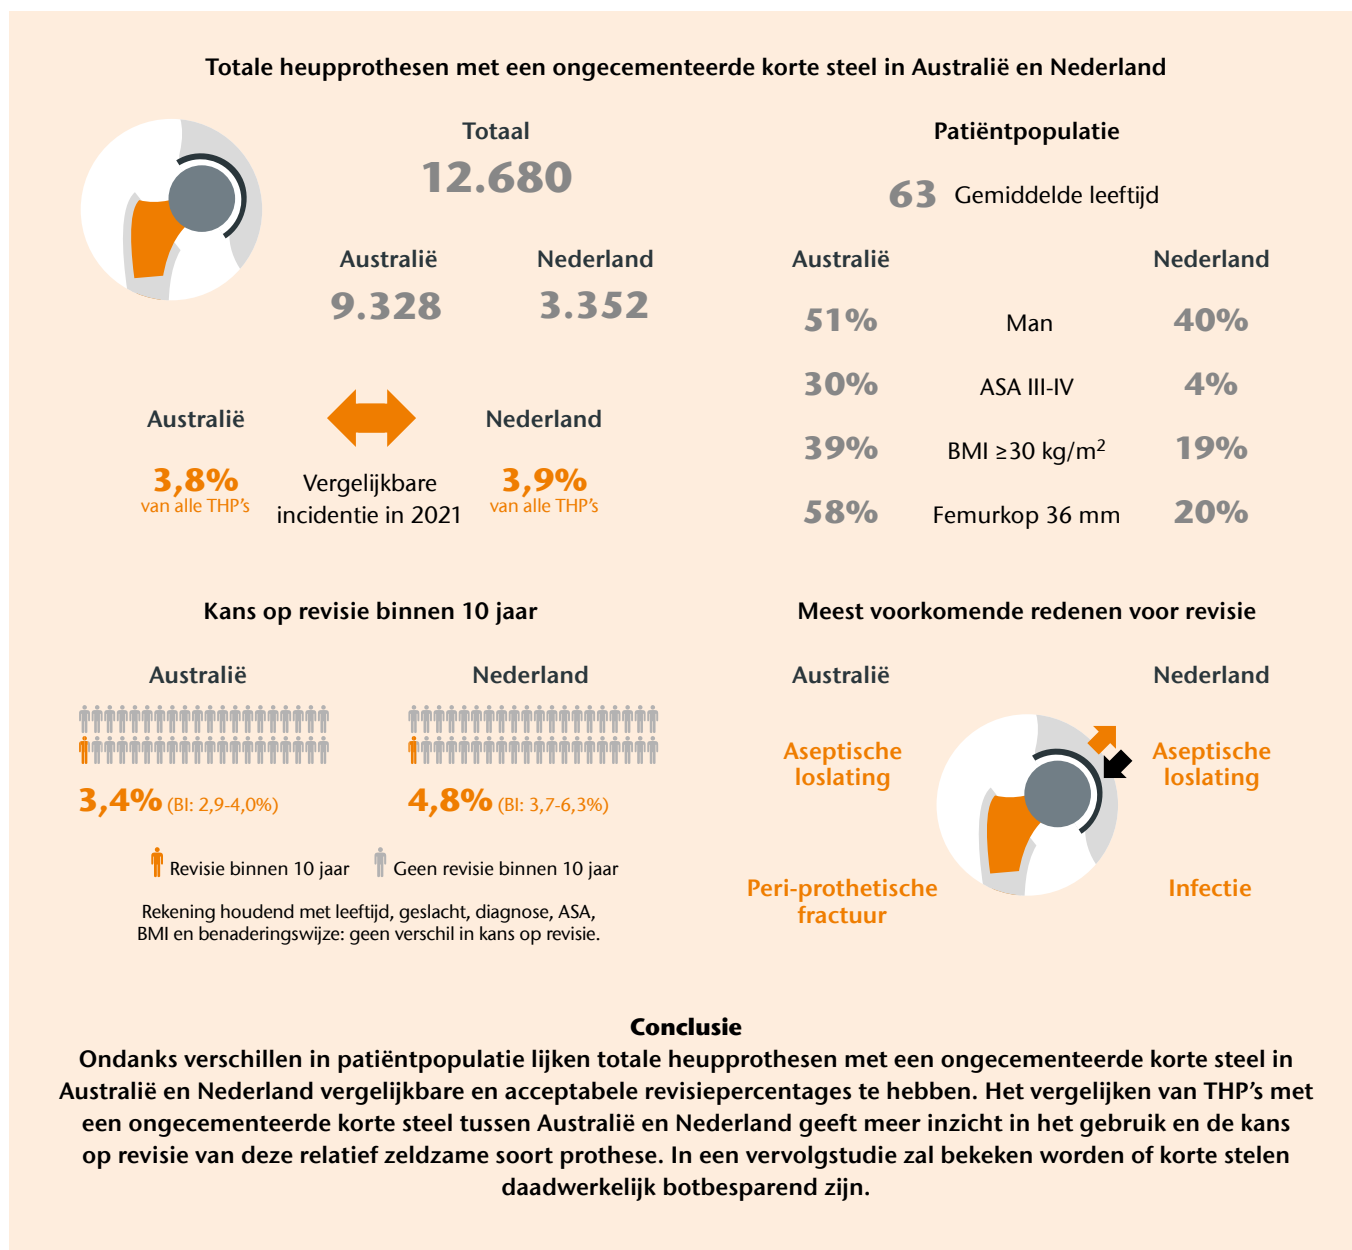 Totale heupprothesen met een ongecementeerde korte steel in Australië en Nederland
Totaal
12.680
Australië
Nederland
9.328
3.352
Australië
Nederland
3,8%
van alle THP's
Vergelijkbare
incidentie in 2021
3,9%
van alle THP's
Patiëntpopulatie
63 Gemiddelde leeftijd
Australië
Nederland
51% Man 40%
30% ASA III-IV 4%
39% BMI ≥30 kg/m² 19%
58% Femurkop 36 mm 20%
Kans op revisie binnen 10 jaar
Australië
Nederland
3,4% (BI: 2,9-4,0%)
4,8% (BI: 3,7-6,3%)
Revisie binnen 10 jaar
Geen revisie binnen 10 jaar
Rekening houdend met leeftijd, geslacht, diagnose, ASA,
BMI en benaderingswijze: geen verschil in kans op revisie.
Meest voorkomende redenen voor revisie
Australië
Nederland
Aseptische
loslating
Aseptische
loslating
Peri-prothetische
fractuur
Infectie
Conclusie
Ondanks verschillen in patiëntpopulatie lijken totale heupprothesen met een ongecementeerde korte steel in
Australië en Nederland vergelijkbare en acceptabele revisiepercentages te hebben. Het vergelijken van THP's met
een ongecementeerde korte steel tussen Australië en Nederland geeft meer inzicht in het gebruik en de kans
op revisie van deze relatief zeldzame soort prothese. In een vervolgstudie zal bekeken worden of korte stelen
daadwerkelijk botbesparend zijn.